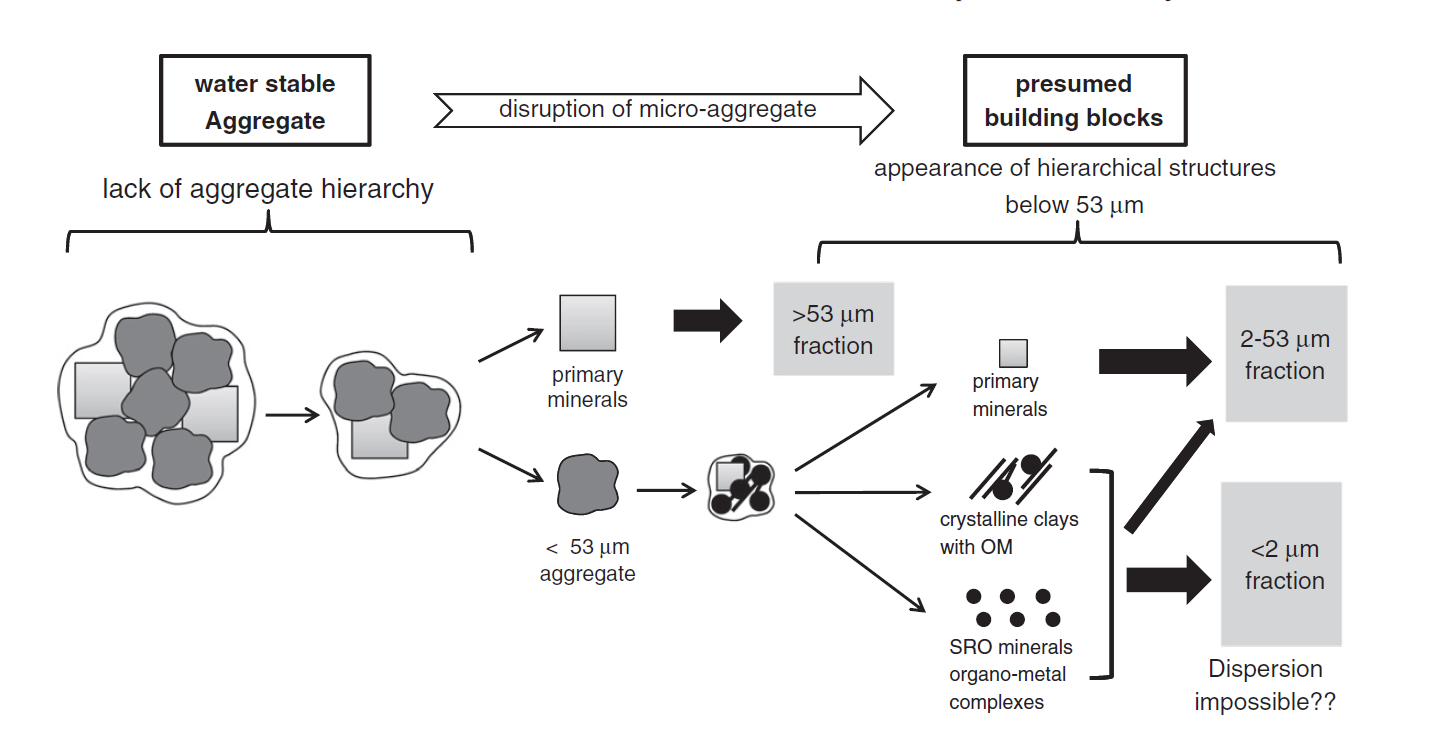 water stable
Aggregate
disruption of micro-aggregate
presumed
building blocks
lack of aggregate hierarchy
appearance of hierarchical structures
below 53 μm
primary
minerals
>53 μm
fraction
primary
minerals
2-53 μm
fraction
< 53 μm
aggregate
crystalline clays
with OM
SRO minerals
organo-metal
complexes
<2 μm
fraction
Dispersion
impossible??